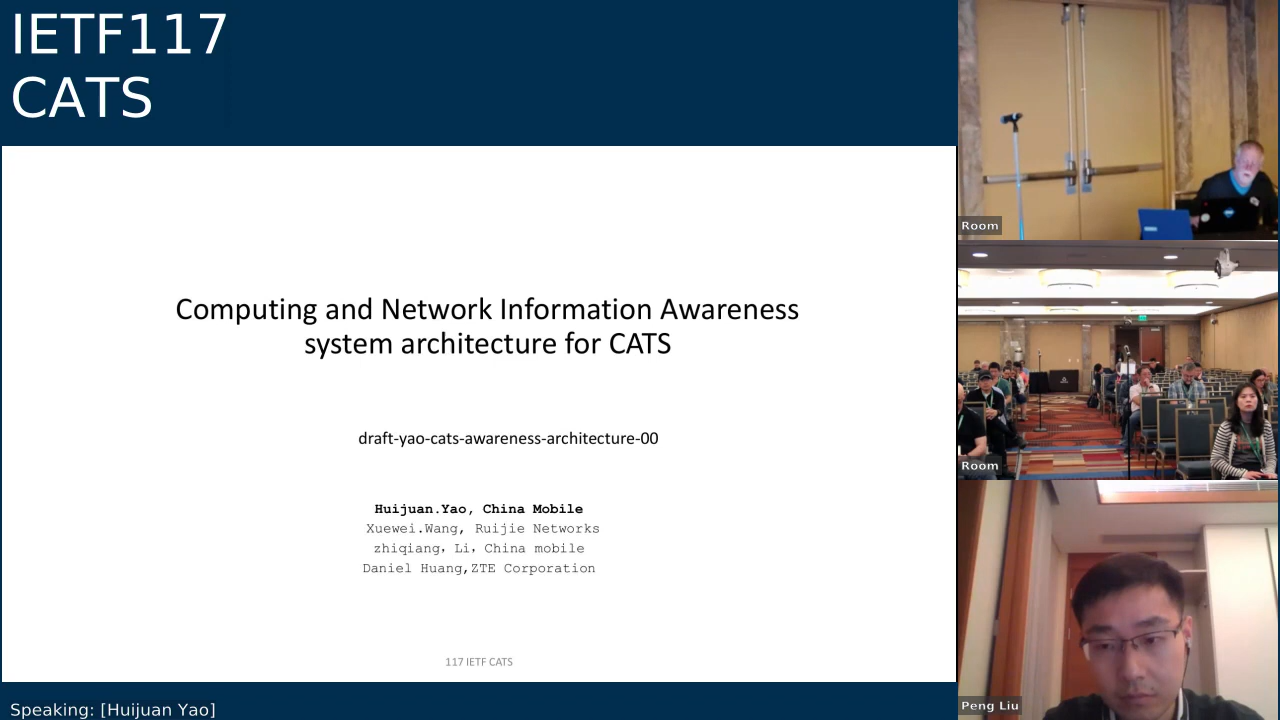 IETF117
CATS
Computing and Network Information Awareness
system architecture for CATS
draft-yao-cats-awareness-architecture-00
Huijuan.Yao, China Mobile
Xuewei.Wang, Ruijie Networks
zhiqiang, Li, China mobile
Daniel Huang,ZTE Corporation
117 IETF CATS
Speaking: [Huijuan Yao]
Room
Room
Peng Liu